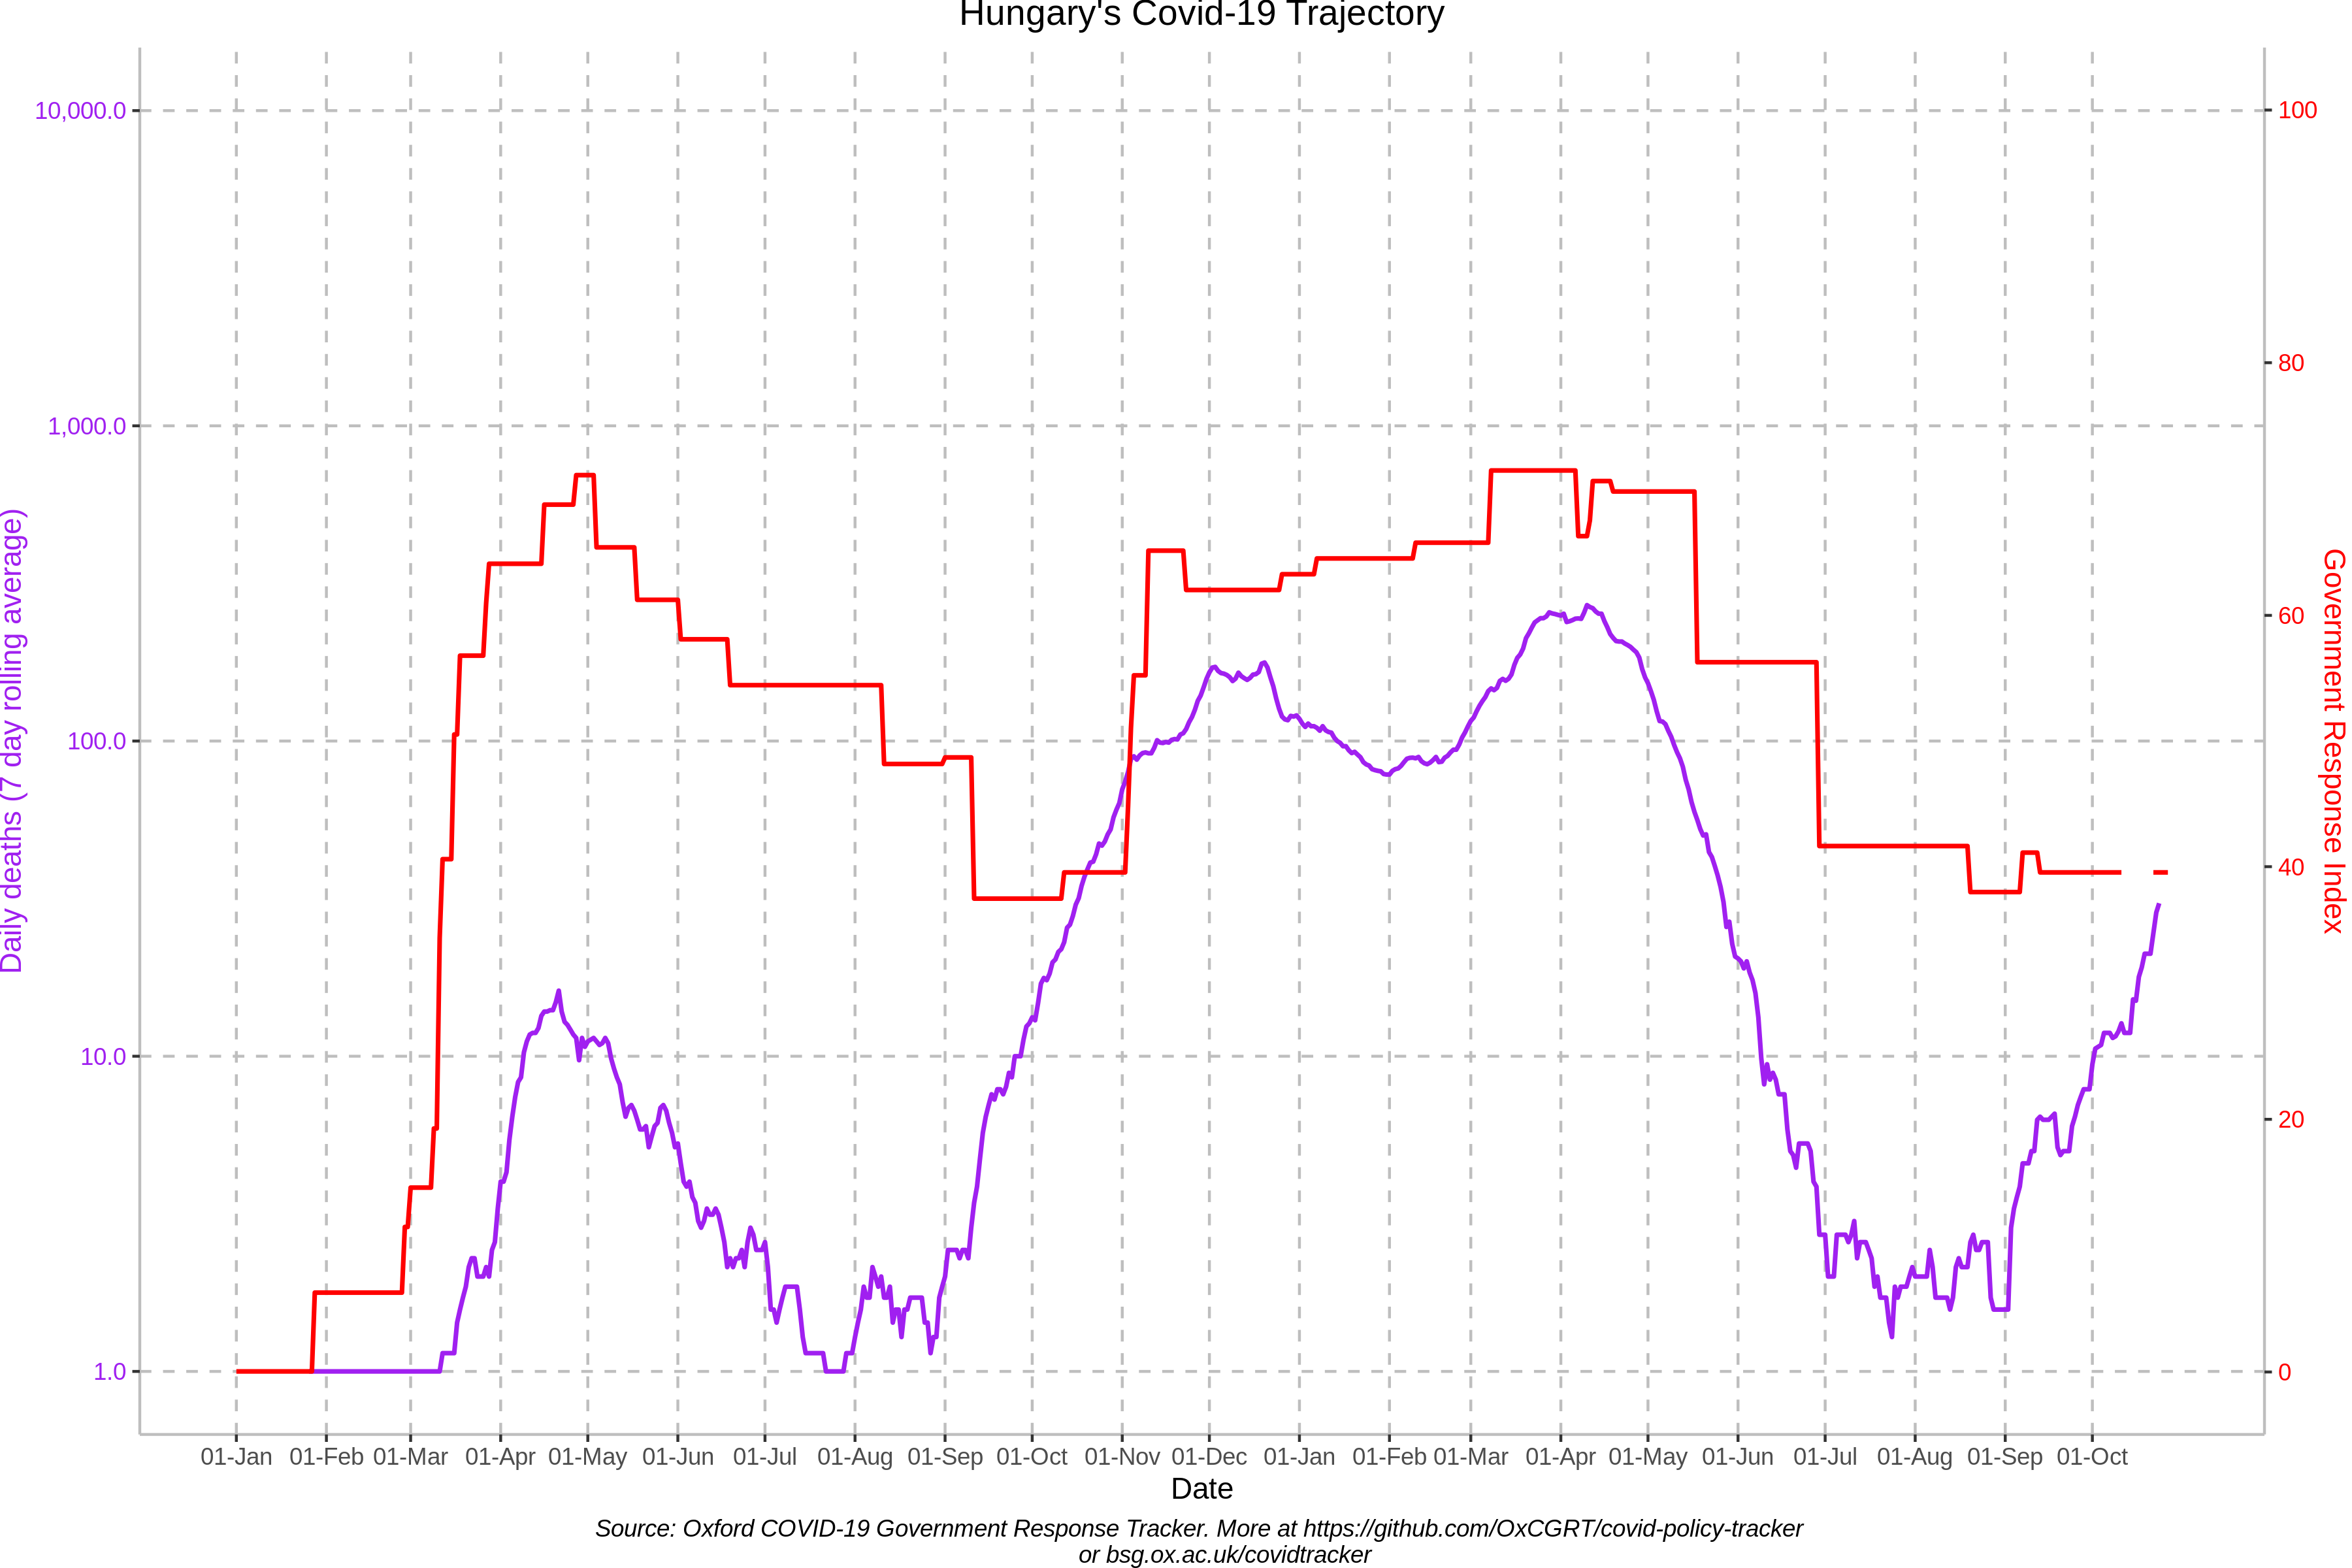 Hungary's Covid-19 Trajectory
10,000.0
1,000.0
100.0
10.0
1.0
Daily deaths (7 day rolling average)
100
80
60
40
20
0
Government Response Index
01-Jan 01-Feb 01-Mar 01-Apr 01-May 01-Jun 01-Jul 01-Aug 01-Sep 01-Oct 01-Nov 01-Dec 01-Jan 01-Feb 01-Mar 01-Apr 01-May 01-Jun 01-Jul 01-Aug 01-Sep 01-Oct
Date
Source: Oxford COVID-19 Government Response Tracker. More at https://github.com/OxCGRT/covid-policy-tracker
or bsg.ox.ac.uk/covidtracker